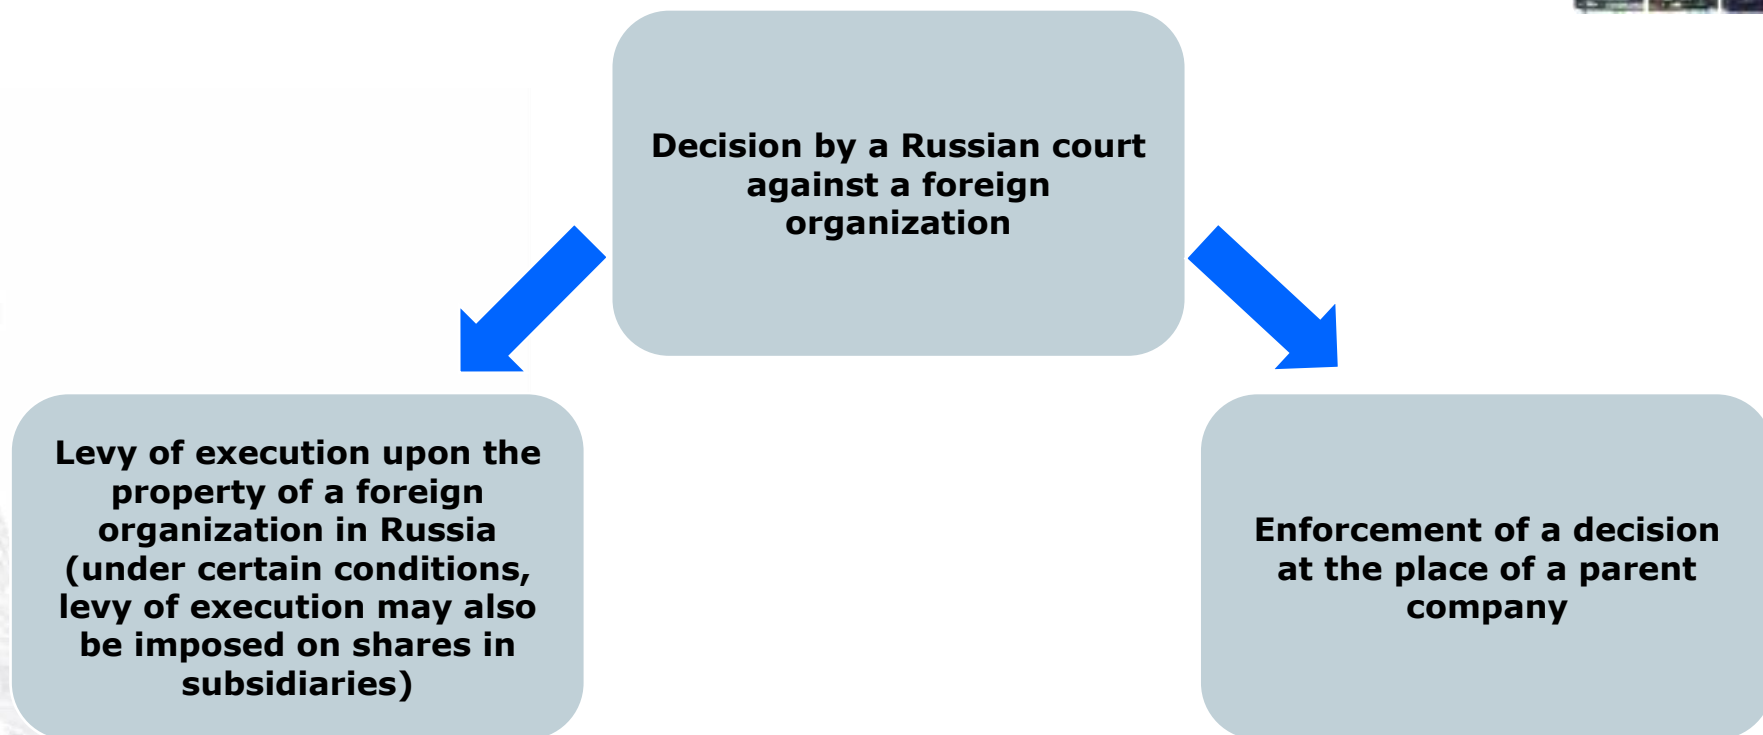 Decision by a Russian court
against a foreign
organization
Levy of execution upon the
property of a foreign
organization in Russia
(under certain conditions,
levy of execution may also
be imposed on shares in
subsidiaries)
Enforcement of a decision
at the place of a parent
company